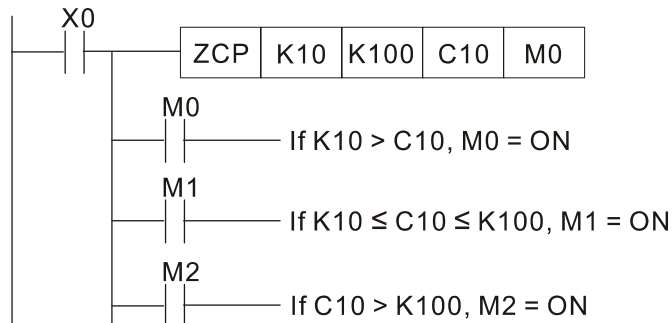 X0
ZCP K10 K100 C10 M0
M0
If K10 > C10, M0 = ON
M1
If K10 ≤ C10 ≤ K100, M1 = ON
M2
If C10 > K100, M2 = ON